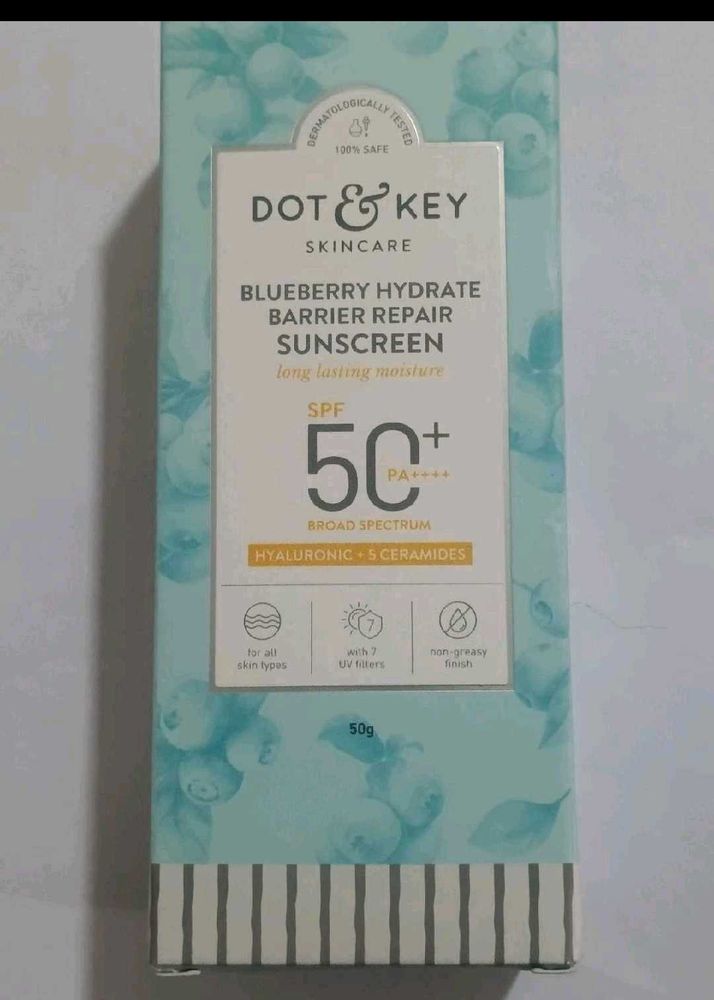 DERMATOLOGICALLY TESTED
100% SAFE
DOT & KEY
SKINCARE
BLUEBERRY HYDRATE
BARRIER REPAIR
SUNSCREEN
long lasting moisture
SPF
50+
PA++++
BROAD SPECTRUM
HYALURONIC + 5 CERAMIDES
for all
skin types
7
with 7
UV filters
non-greasy
finish
50g